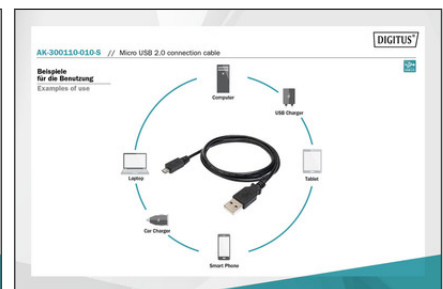 DIGITUS®
AK-300110-010-S // Micro USB 2.0 connection cable
Beispiele
für die Benutzung
Examples of use
Computer
USB Charger
Laptop
Tablet
Car Charger
Smart Phone